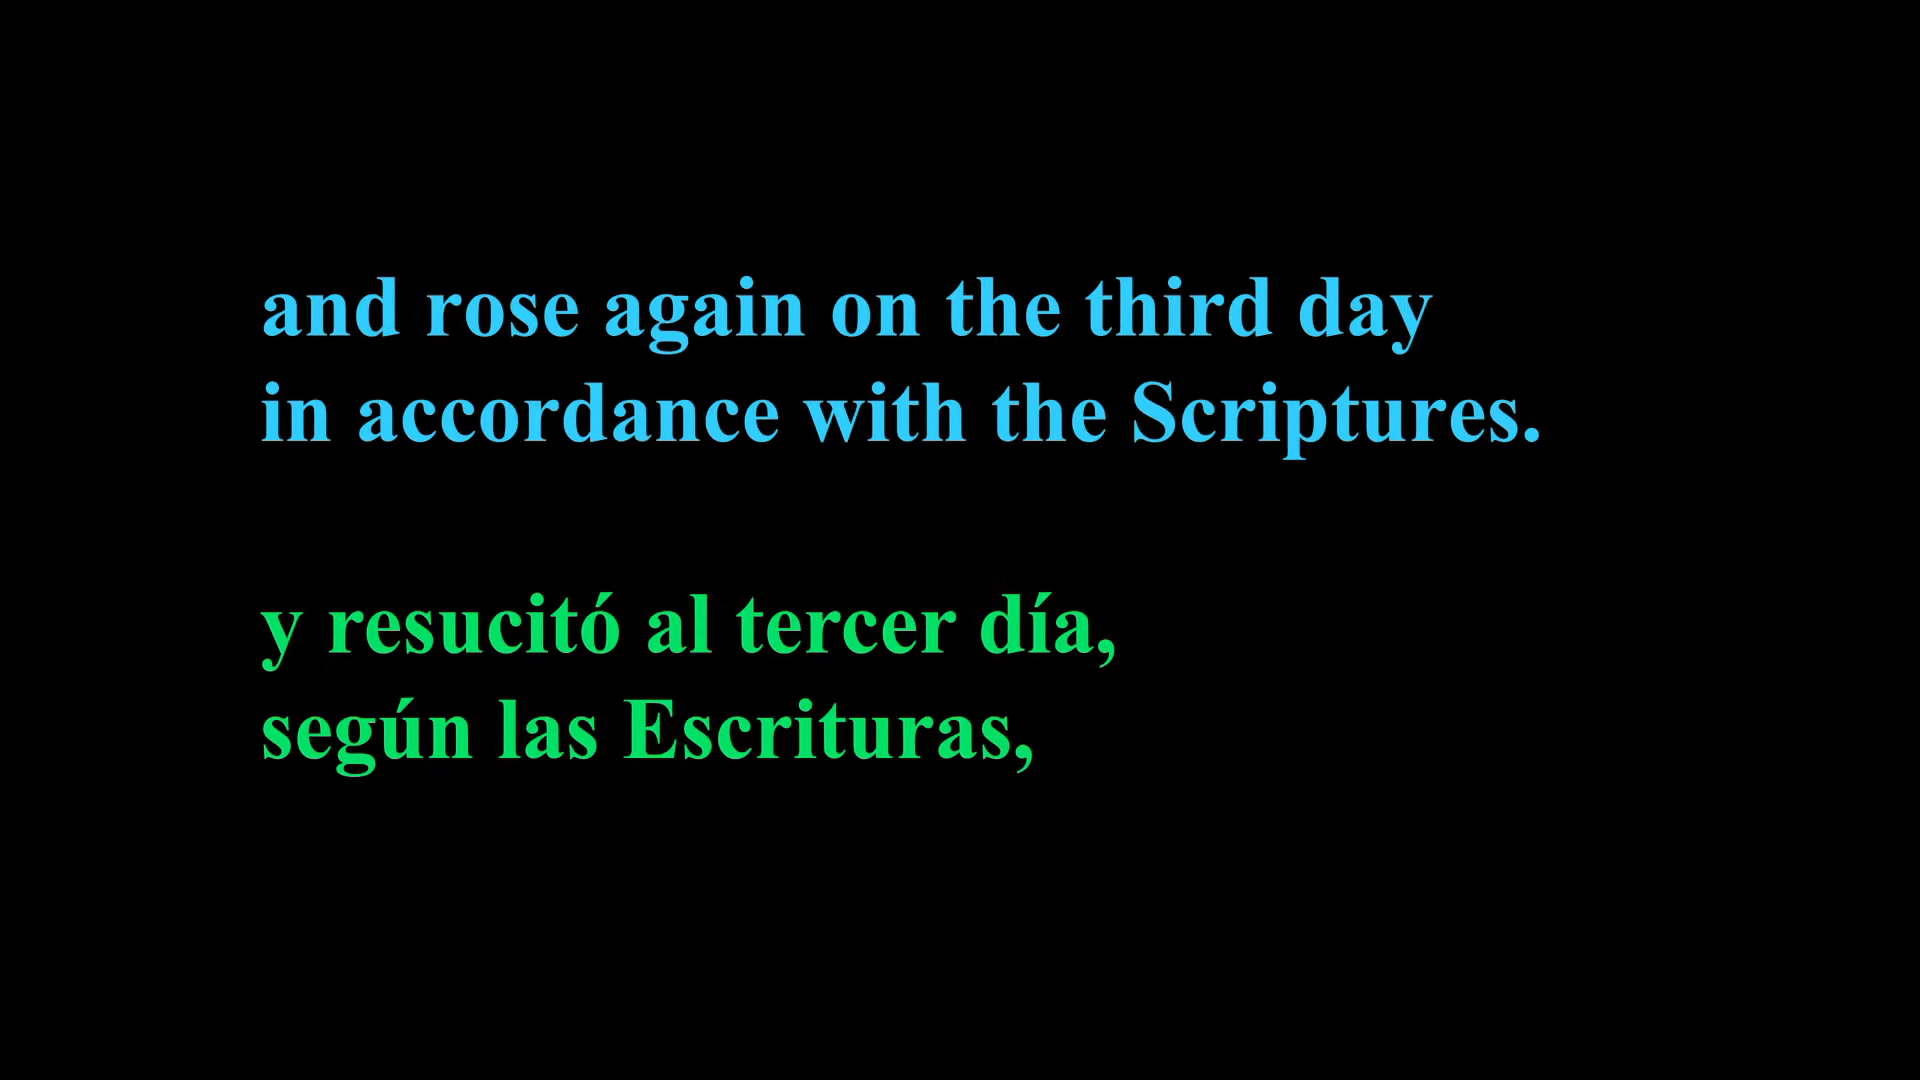 and rose again on the third day
in accordance with the Scriptures.
y resucitó al tercer día,
según las Escrituras,